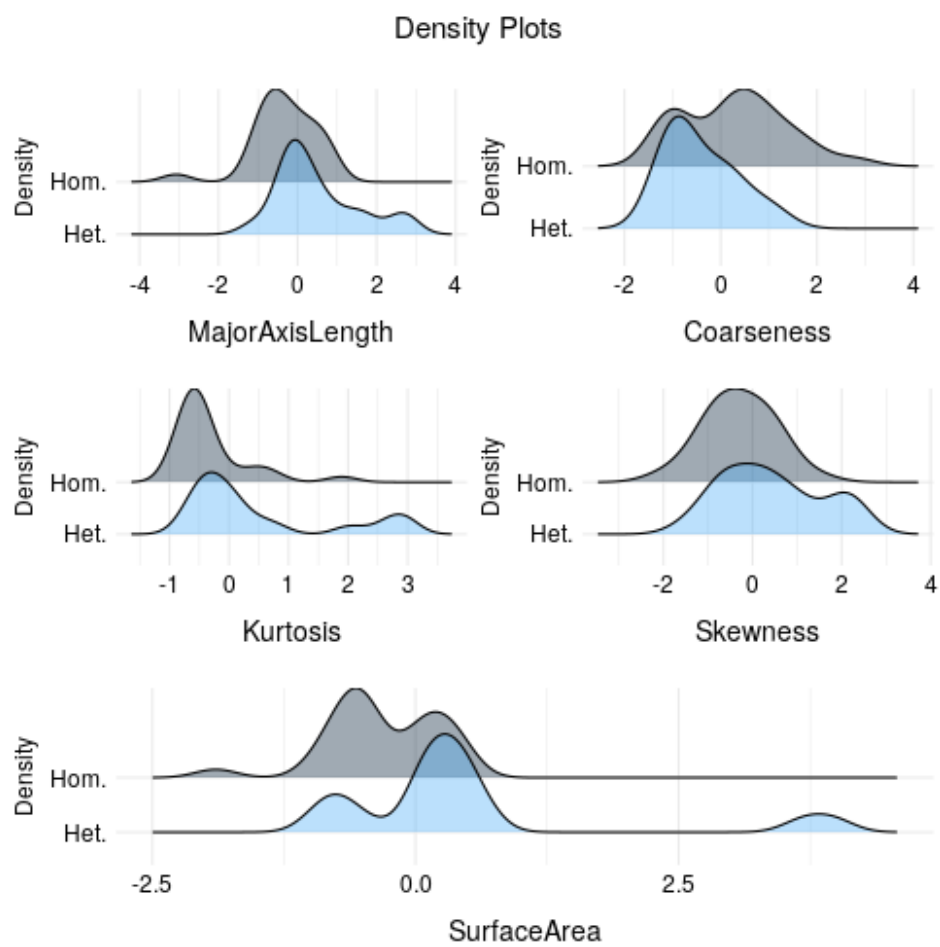 Density Plots
Density
Hom.
Het.
-4 -2 0 2 4
MajorAxisLength
Density
Hom.
Het.
-2 0 2 4
Coarseness
Density
Hom.
Het.
-1 0 1 2 3
Kurtosis
Density
Hom.
Het.
-2 0 2 4
Skewness
Density
Hom.
Het.
-2.5 0.0 2.5
SurfaceArea